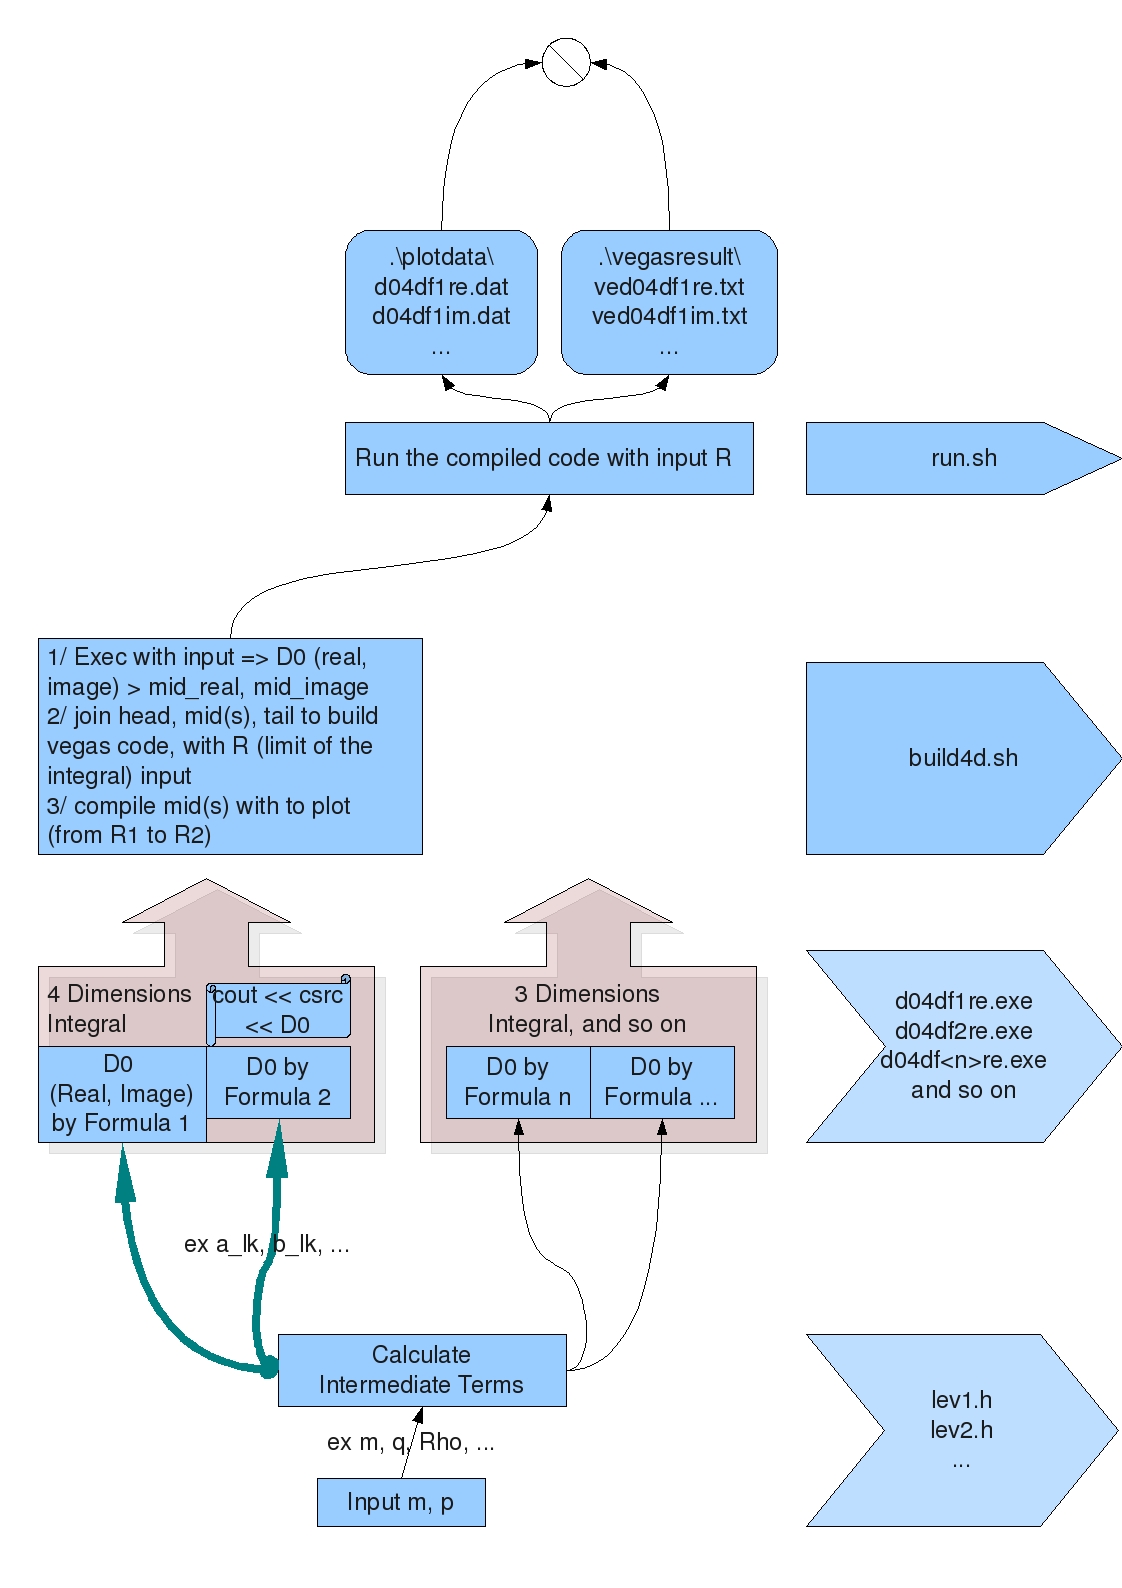 .\plotdata\
d04df1re.dat
d04df1im.dat
...
.\vegasresult\
ved04df1re.txt
ved04df1im.txt
...
Run the compiled code with input R
run.sh
1/ Exec with input => D0 (real,
image) > mid_real, mid_image
2/ join head, mid(s), tail to build
vegas code, with R (limit of the
integral) input
3/ compile mid(s) with to plot
(from R1 to R2)
build4d.sh
4 Dimensions
Integral
cout << csrc
<< D0
D0
(Real, Image)
by Formula 1
D0 by
Formula 2
3 Dimensions
Integral, and so on
D0 by
Formula n
D0 by
Formula ...
d04df1re.exe
d04df2re.exe
d04df<n>re.exe
and so on
ex a_lk, b_lk, ...
Calculate
Intermediate Terms
ex m, q, Rho, ...
Input m, p
lev1.h
lev2.h
...